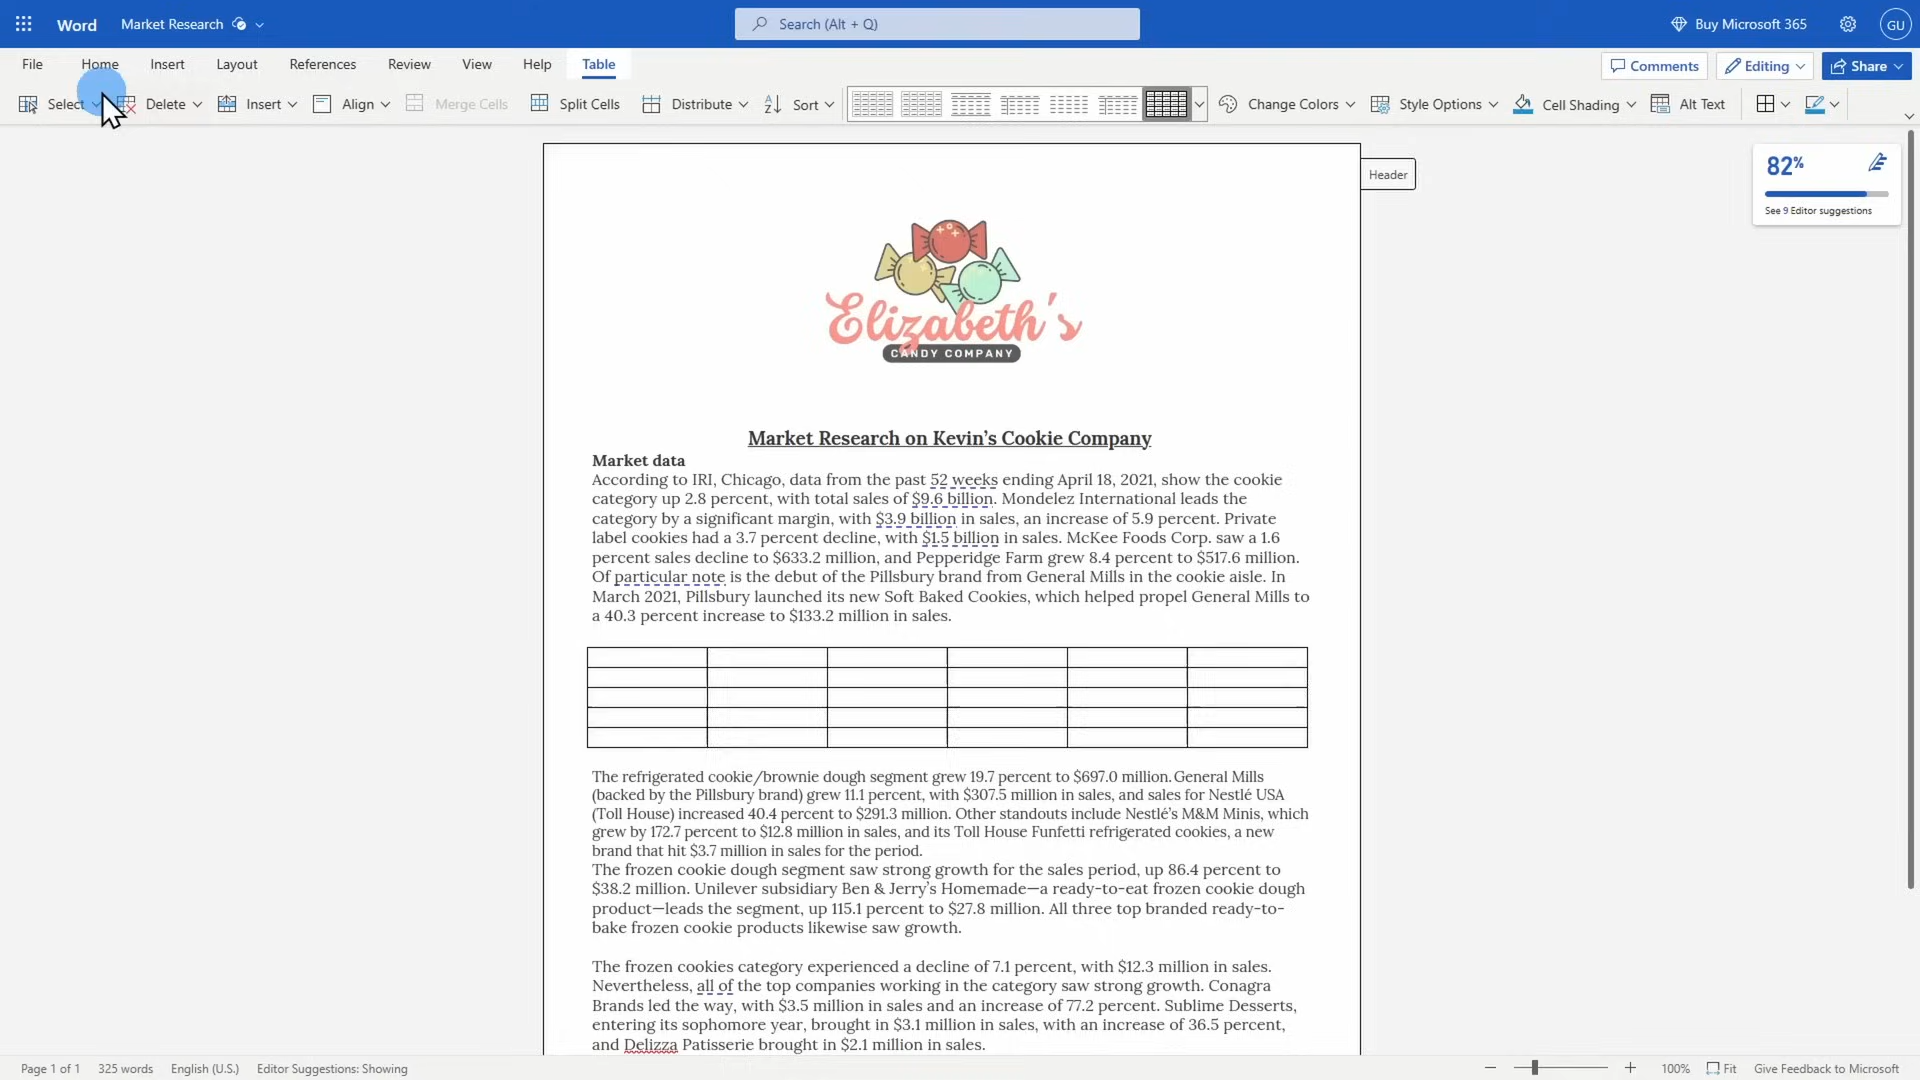 Word Market Research Search (Alt + Q) Buy Microsoft 365 GU
File Home Insert Layout References Review View Help Table Comments Editing Share
Select Delete Insert Align Merge Cells Split Cells Distribute Sort Change Colors Style Options Cell Shading Alt Text
Header
82%
See 9 Editor suggestions
Elizabeth's
CANDY COMPANY
Market Research on Kevin’s Cookie Company
Market data
According to IRI, Chicago, data from the past 52 weeks ending April 18, 2021, show the cookie
category up 2.8 percent, with total sales of $9.6 billion. Mondelez International leads the
category by a significant margin, with $3.9 billion in sales, an increase of 5.9 percent. Private
label cookies had a 3.7 percent decline, with $1.5 billion in sales. McKee Foods Corp. saw a 1.6
percent sales decline to $633.2 million, and Pepperidge Farm grew 8.4 percent to $517.6 million.
Of particular note is the debut of the Pillsbury brand from General Mills in the cookie aisle. In
March 2021, Pillsbury launched its new Soft Baked Cookies, which helped propel General Mills to
a 40.3 percent increase to $133.2 million in sales.
The refrigerated cookie/brownie dough segment grew 19.7 percent to $697.0 million. General Mills
(backed by the Pillsbury brand) grew 11.1 percent, with $307.5 million in sales, and sales for Nestlé USA
(Toll House) increased 40.4 percent to $291.3 million. Other standouts include Nestlé’s M&M Minis, which
grew by 172.7 percent to $12.8 million in sales, and its Toll House Funfetti refrigerated cookies, a new
brand that hit $3.7 million in sales for the period.
The frozen cookie dough segment saw strong growth for the sales period, up 86.4 percent to
$38.2 million. Unilever subsidiary Ben & Jerry’s Homemade—a ready-to-eat frozen cookie dough
product—leads the segment, up 115.1 percent to $27.8 million. All three top branded ready-to-
bake frozen cookie products likewise saw growth.
The frozen cookies category experienced a decline of 7.1 percent, with $12.3 million in sales.
Nevertheless, all of the top companies working in the category saw strong growth. Conagra
Brands led the way, with $3.5 million in sales and an increase of 77.2 percent. Sublime Desserts,
entering its sophomore year, brought in $3.1 million in sales, with an increase of 36.5 percent,
and Delizza Patisserie brought in $2.1 million in sales.
Page 1 of 1 325 words English (U.S.) Editor Suggestions: Showing 100% Fit Give Feedback to Microsoft